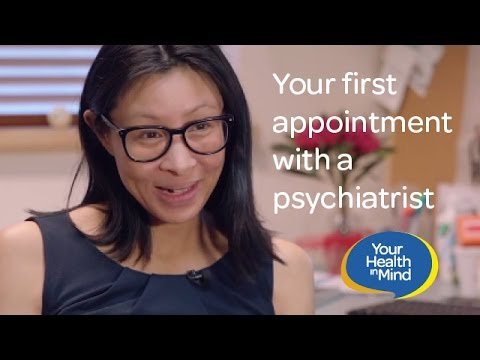 Your first
appointment
with a
psychiatrist
Your
Health
in
Mind